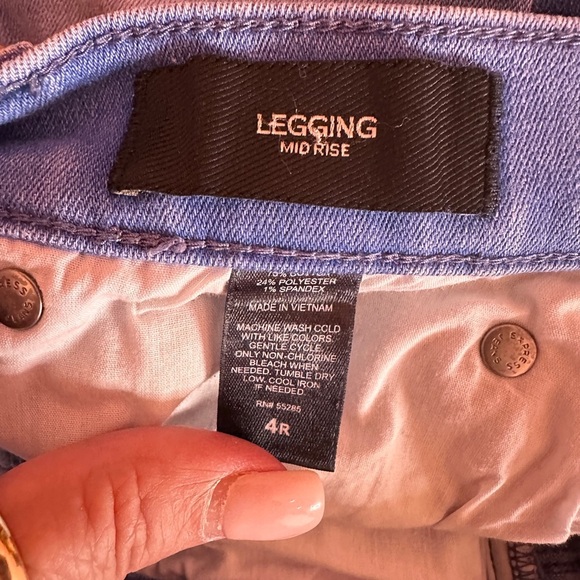 LEGGING
MID RISE
24% POLYESTER
1% SPANDEX
MADE IN VIETNAM
MACHINE WASH COLD
WITH LIKE COLORS.
GENTLE CYCLE.
ONLY NON-CHLORINE
BLEACH WHEN
NEEDED. TUMBLE DRY
LOW. COOL IRON
IF NEEDED.
RN# 55285
4R
EXPRESS